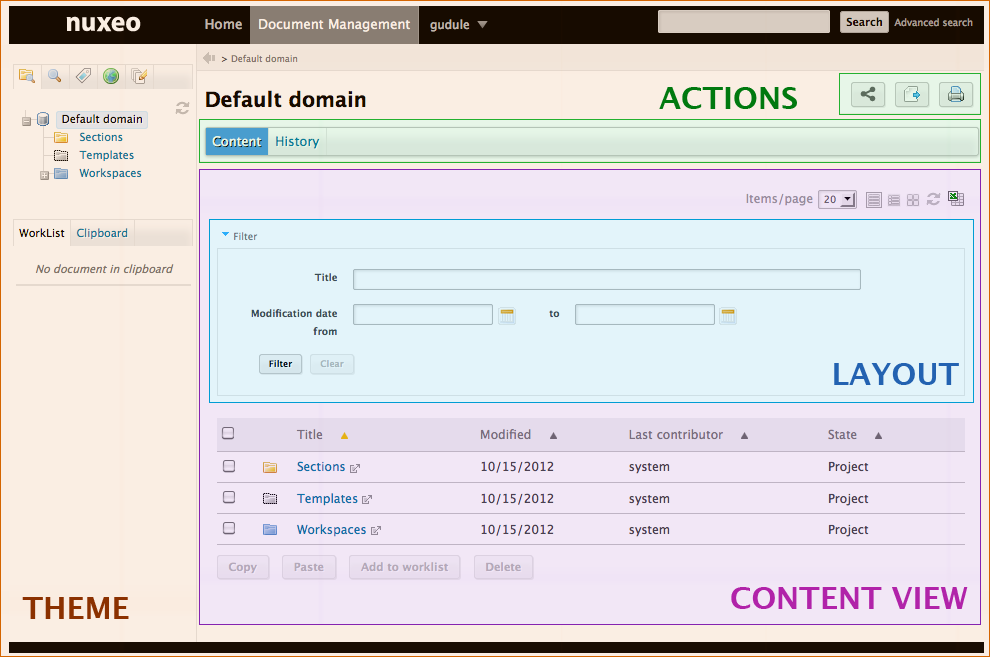 nuxeo Home Document Management gudule Search Advanced search
> Default domain
Default domain
ACTIONS
Default domain
Sections
Templates
Workspaces
Content History
Items/page 20
WorkList Clipboard
No document in clipboard
Filter
Title
Modification date from to
Filter Clear
LAYOUT
Title Modified Last contributor State
Sections 10/15/2012 system Project
Templates 10/15/2012 system Project
Workspaces 10/15/2012 system Project
Copy Paste Add to worklist Delete
THEME
CONTENT VIEW